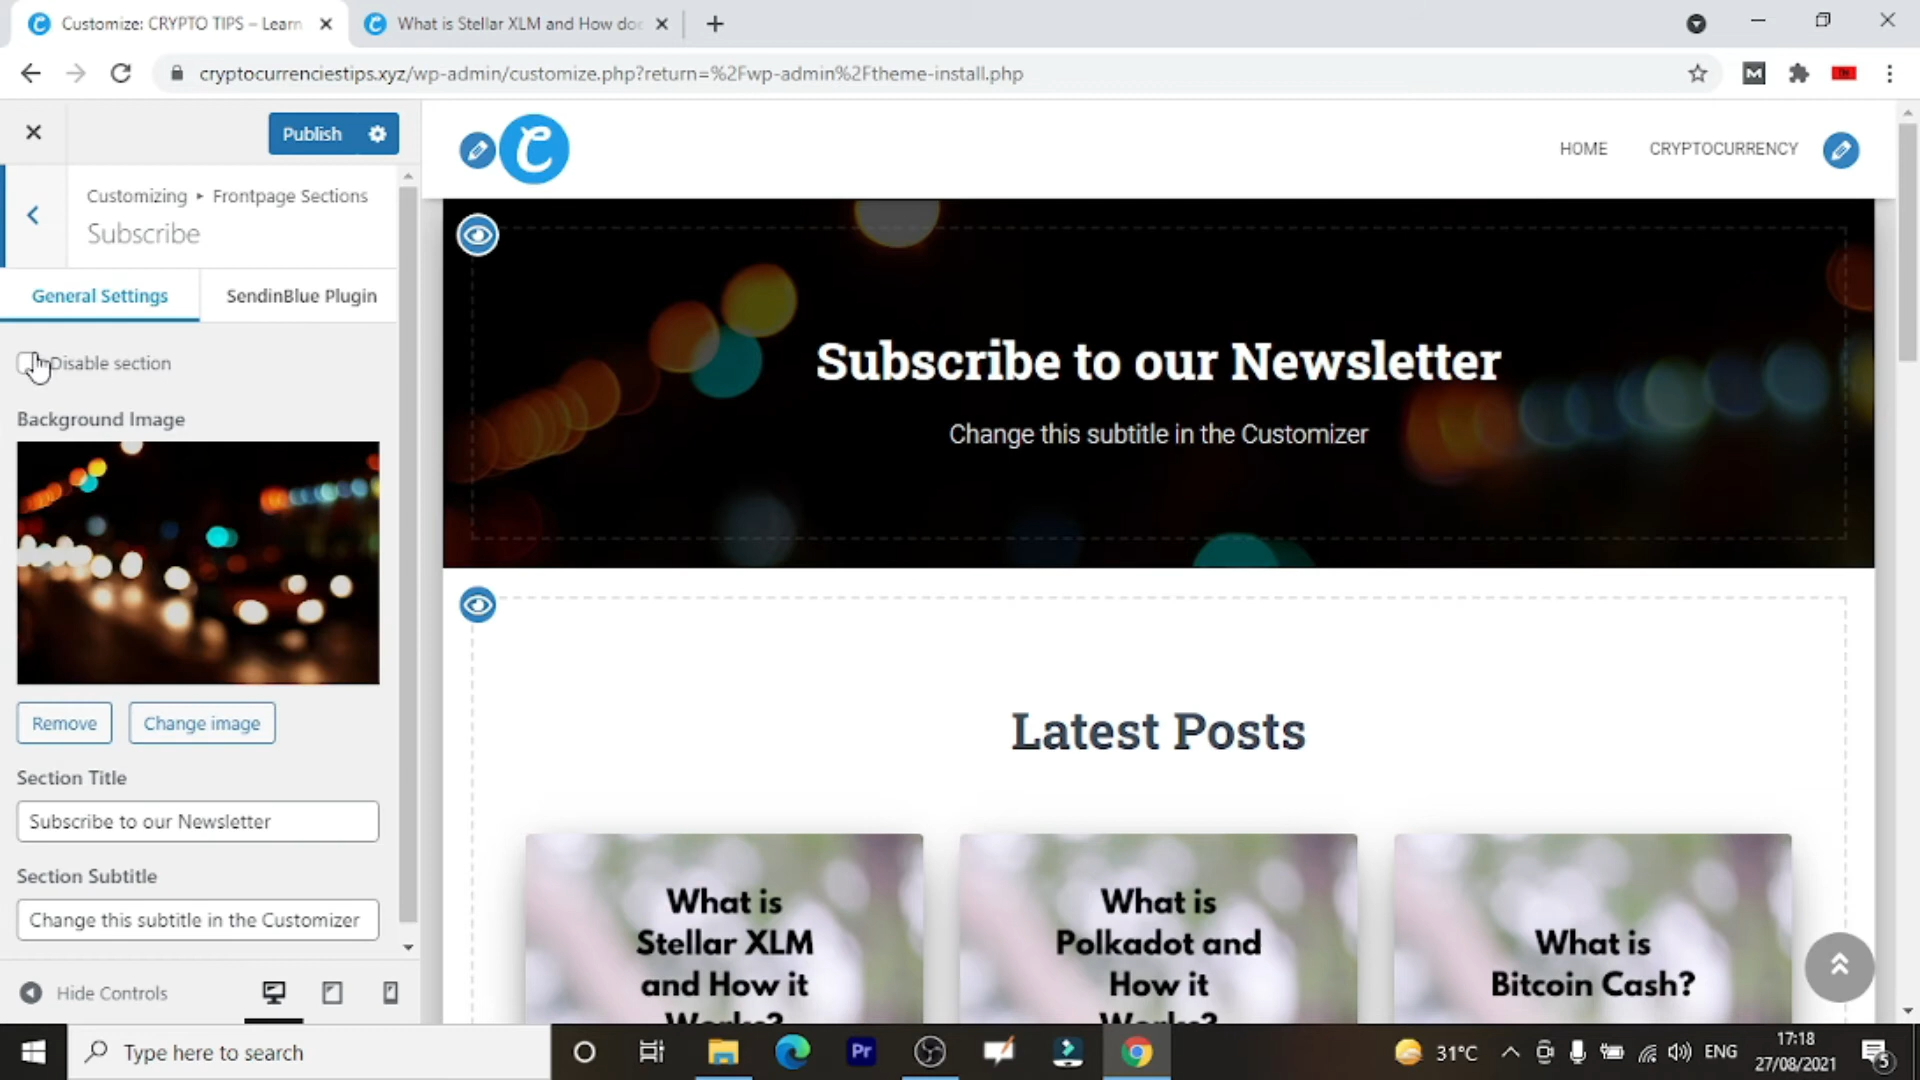 Customize: CRYPTO TIPS – Learn
What is Stellar XLM and How doe
cryptocurrenciestips.xyz/wp-admin/customize.php?return=%2Fwp-admin%2Ftheme-install.php
Publish
Customizing ▸ Frontpage Sections
Subscribe
General Settings
SendinBlue Plugin
Disable section
Background Image
Remove
Change image
Section Title
Subscribe to our Newsletter
Section Subtitle
Change this subtitle in the Customizer
Hide Controls
HOME
CRYPTOCURRENCY
Subscribe to our Newsletter
Change this subtitle in the Customizer
Latest Posts
What is
Stellar XLM
and How it
Works?
What is
Polkadot and
How it
Works?
What is
Bitcoin Cash?
Type here to search
Pr
31°C
ENG
17:18
27/08/2021
5